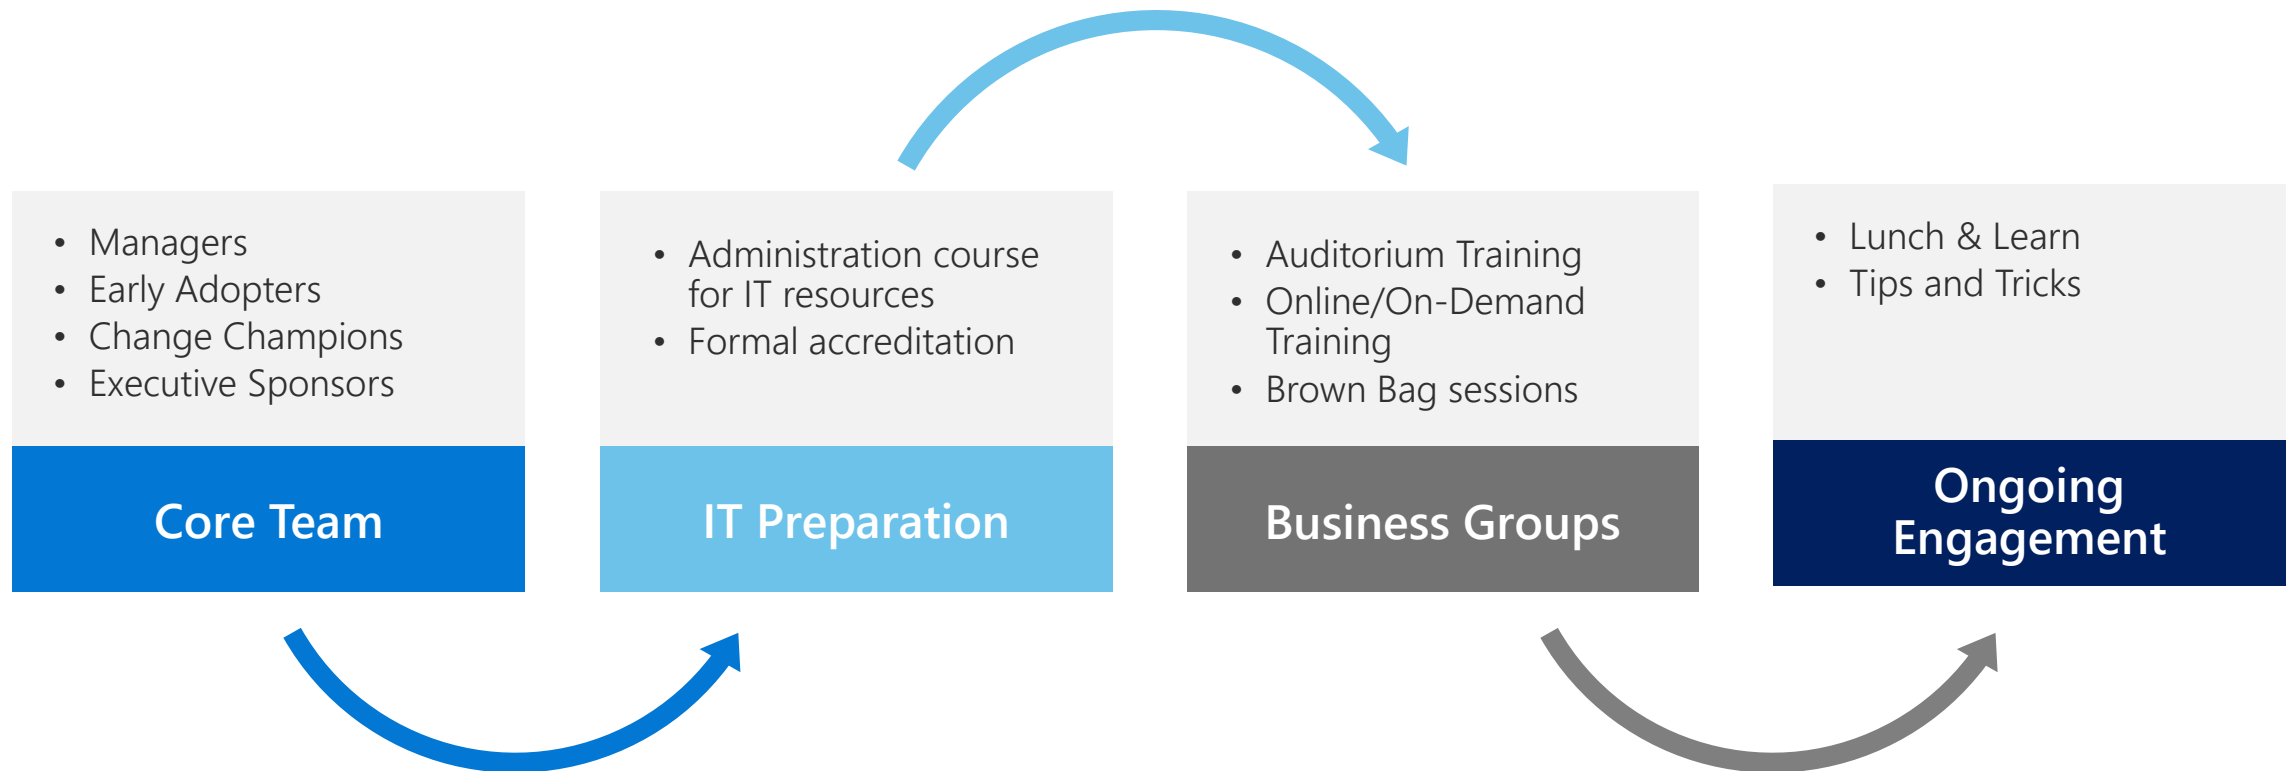 • Managers
• Early Adopters
• Change Champions
• Executive Sponsors
Core Team
• Administration course
for IT resources
• Formal accreditation
IT Preparation
• Auditorium Training
• Online/On-Demand
Training
• Brown Bag sessions
Business Groups
• Lunch & Learn
• Tips and Tricks
Ongoing
Engagement